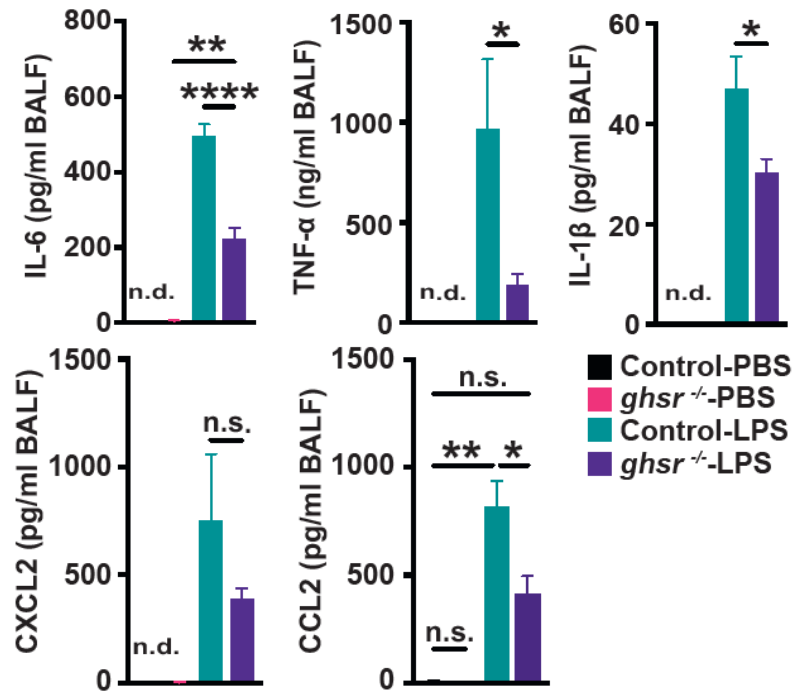 IL-6 (pg/ml BALF)
800
600
400
200
0
n.d.
**
****
TNF-α (ng/ml BALF)
1500
1000
500
0
n.d.
*
IL-1β (pg/ml BALF)
60
40
20
0
n.d.
*
CXCL2 (pg/ml BALF)
1500
1000
500
0
n.d.
n.s.
CCL2 (pg/ml BALF)
1500
1000
500
0
n.s.
**
*
n.s.
Control-PBS
ghsr -/--PBS
Control-LPS
ghsr -/--LPS